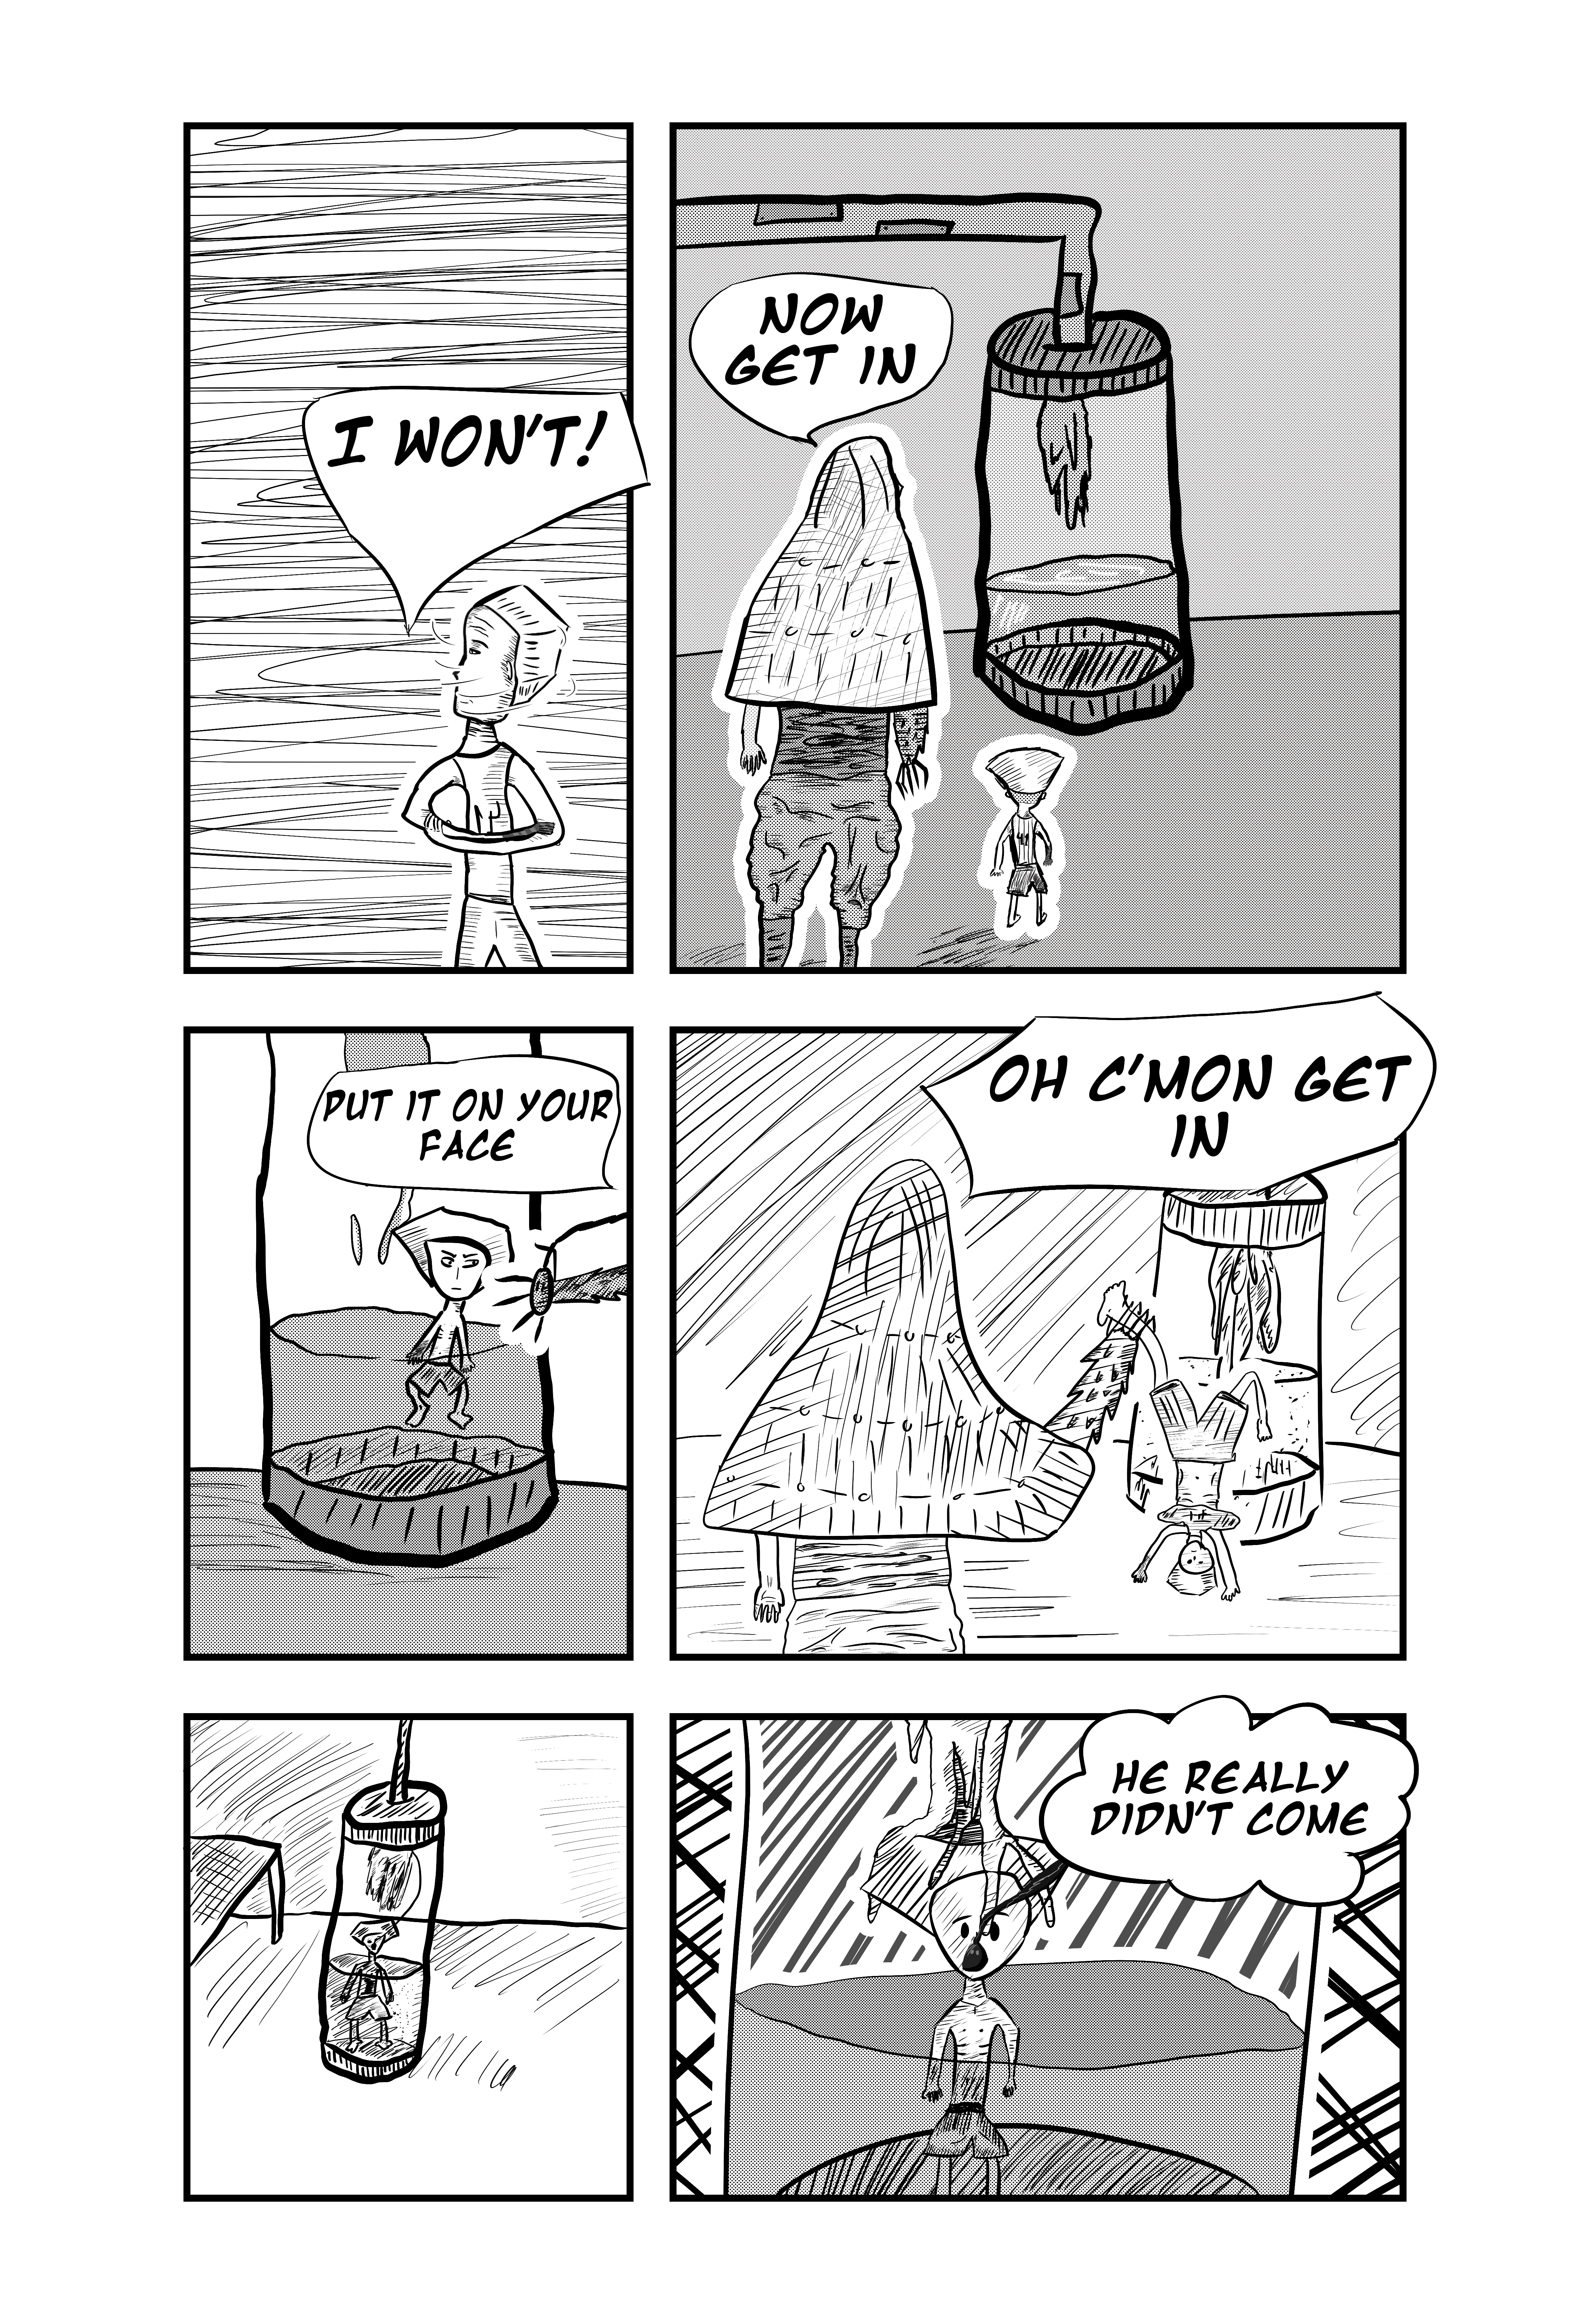 NOW
GET IN
I WON'T!
OH C'MON GET
IN
PUT IT ON YOUR
FACE
HE REALLY
DIDN'T COME